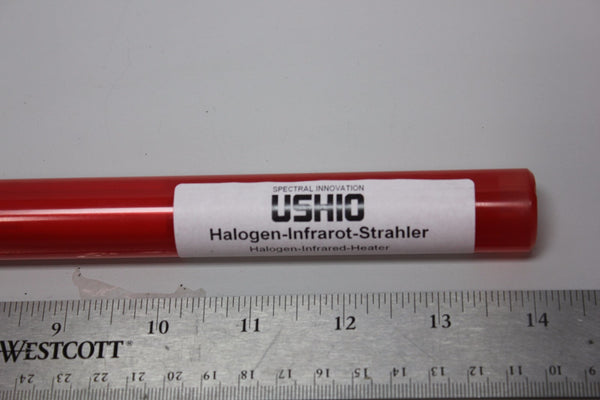 SPECTRAL INNOVATION
USHIO
Halogen-Infrarot-Strahler
Halogen-Infrared-Heater
9 10 11 12 13 14
WESTCOTT®
24 23 22 21 20 19 18 17 16 15 14 13 12 11 10 9